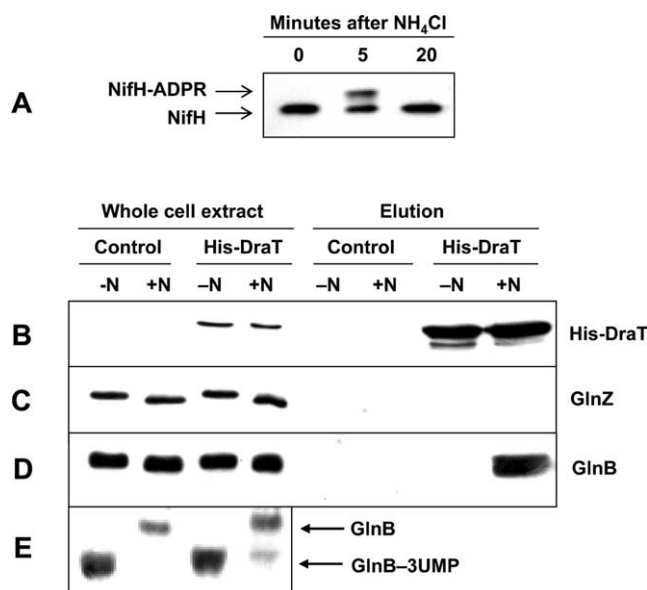 Minutes after NH₄Cl
0 5 20
NifH-ADPR
NifH
A
Whole cell extract Elution
Control His-DraT Control His-DraT
-N +N –N +N –N +N –N +N
B His-DraT
C GlnZ
D GlnB
E GlnB
GlnB–3UMP